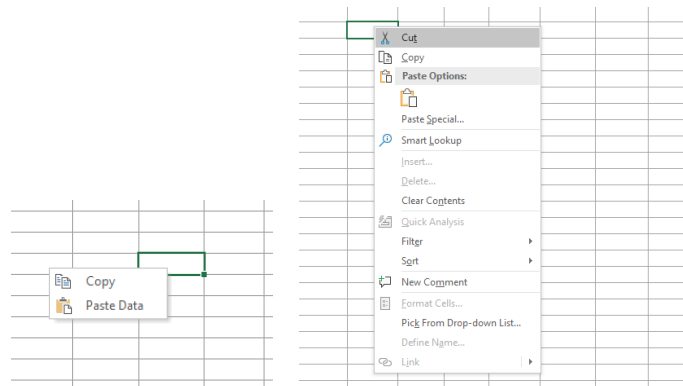 Copy
Paste Data
Cut
Copy
Paste Options:
Paste Special...
Smart Lookup
Insert...
Delete...
Clear Contents
Quick Analysis
Filter
Sort
New Comment
Format Cells...
Pick From Drop-down List...
Define Name...
Link